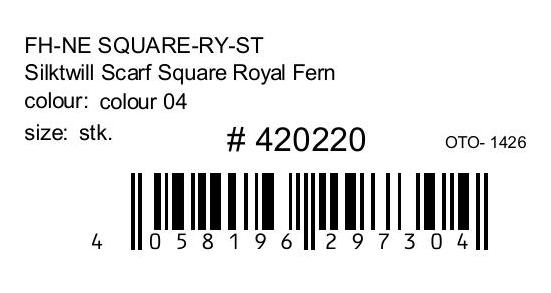 FH-NE SQUARE-RY-ST
Silktwill Scarf Square Royal Fern
colour: colour 04
size: stk.
# 420220
OTO- 1426
4 058196 297304